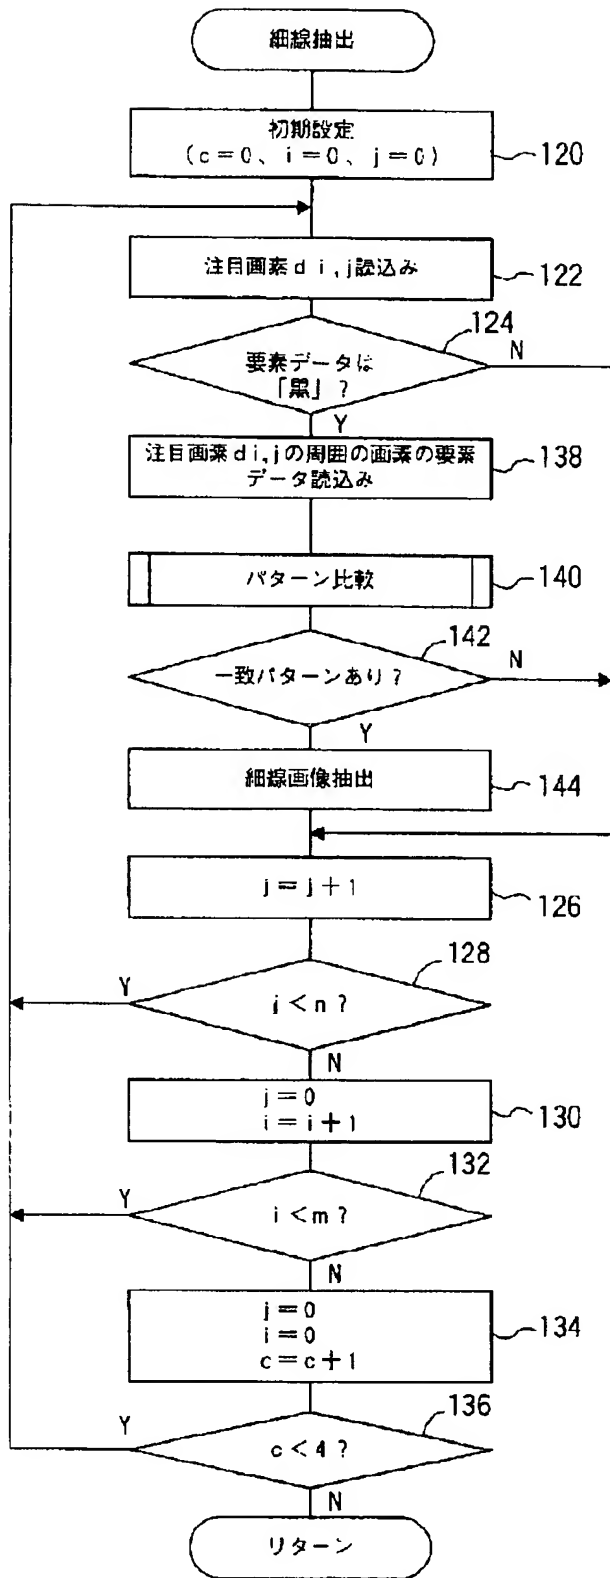 細線抽出
初期設定
(c=0、i=0、j=0)
120
注目画素di,j読込み
122
124
要素データは
「黒」?
N
Y
注目画素di,jの周囲の画素の要素
データ読込み
138
パターン比較
140
142
一致パターンあり?
N
Y
細線画像抽出
144
j=j+1
126
128
j<n?
Y
N
j=0
i=i+1
130
132
i<m?
Y
N
j=0
i=0
c=c+1
134
136
c<4?
Y
N
リターン